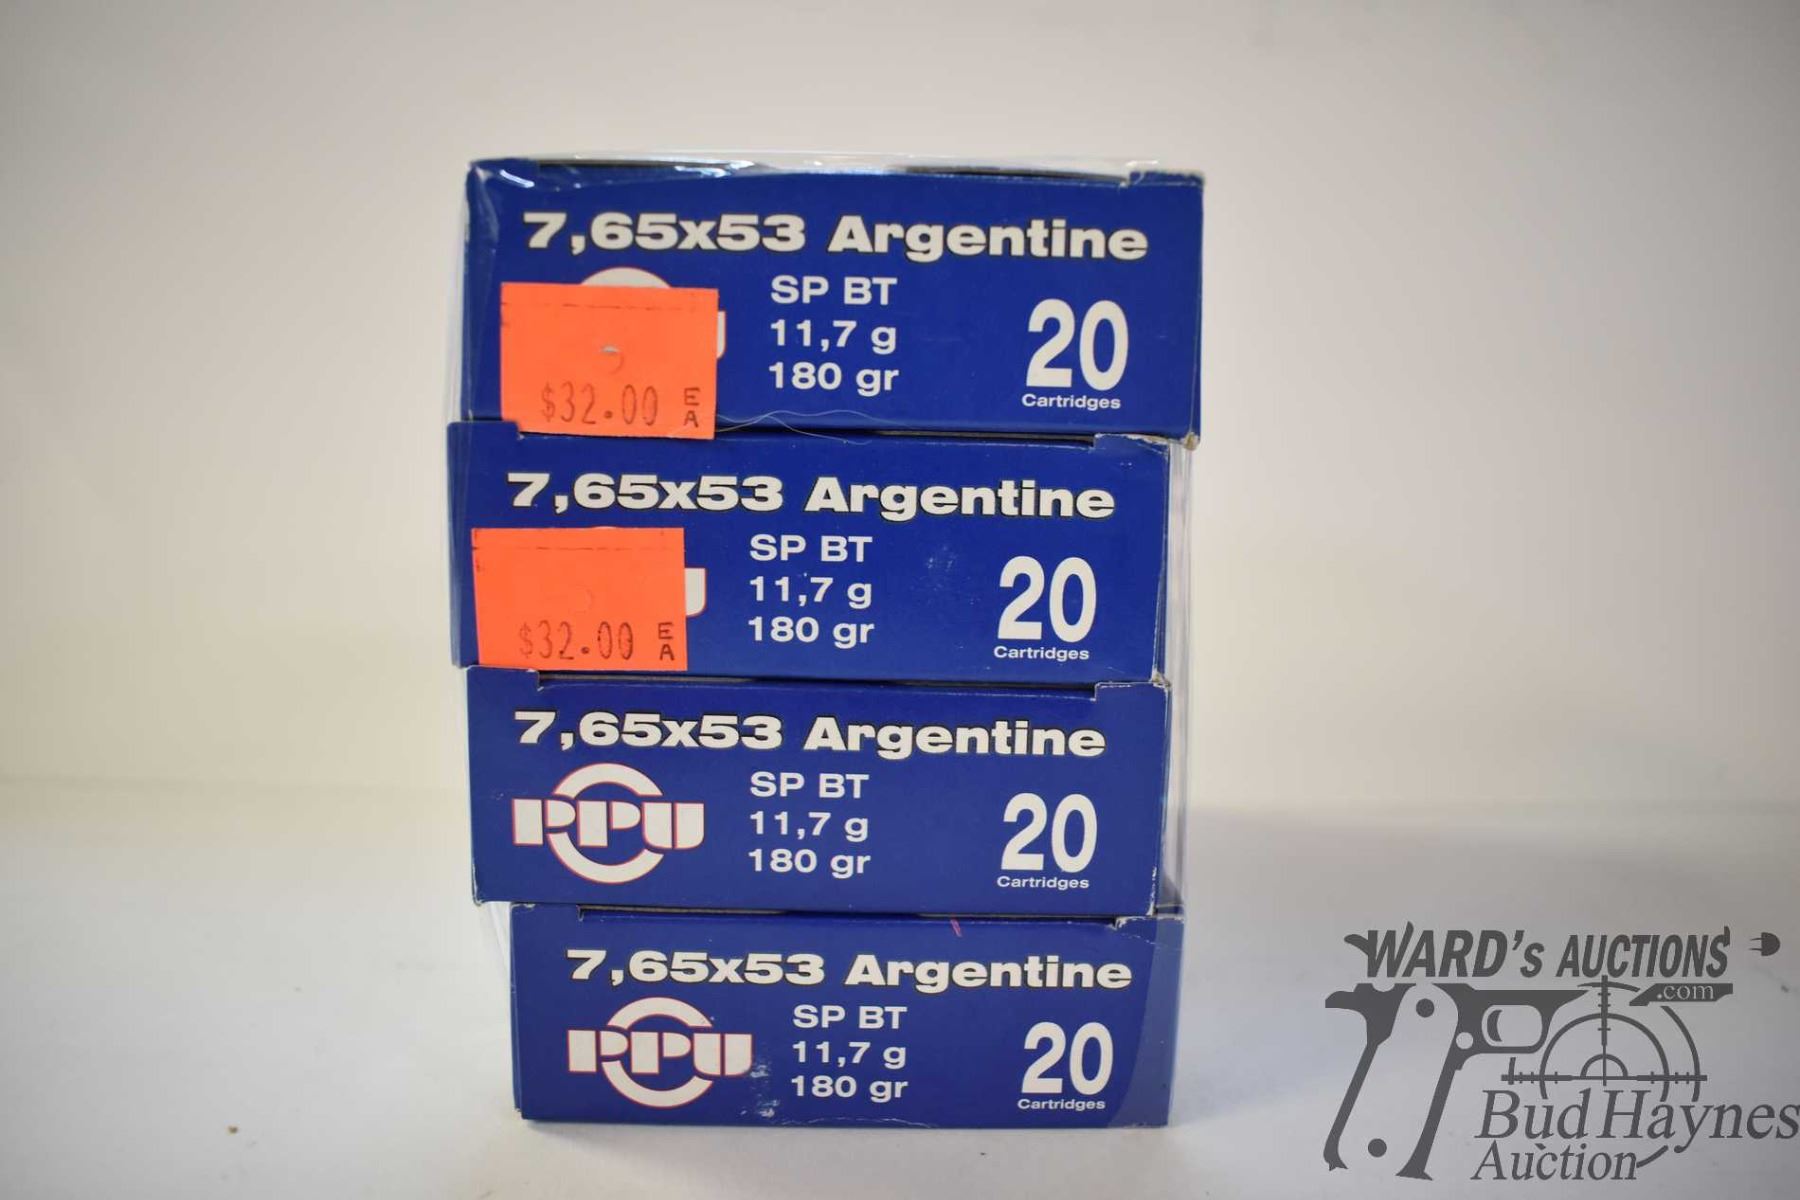 7,65x53 Argentine
SP BT
11,7 g
180 gr
20
Cartridges
$32.00 EA
7,65x53 Argentine
SP BT
11,7 g
180 gr
20
Cartridges
$32.00 EA
7,65x53 Argentine
PPU
SP BT
11,7 g
180 gr
20
Cartridges
7,65x53 Argentine
PPU
SP BT
11,7 g
180 gr
20
Cartridges
WARD's AUCTIONS
.com
Bud Haynes
Auction